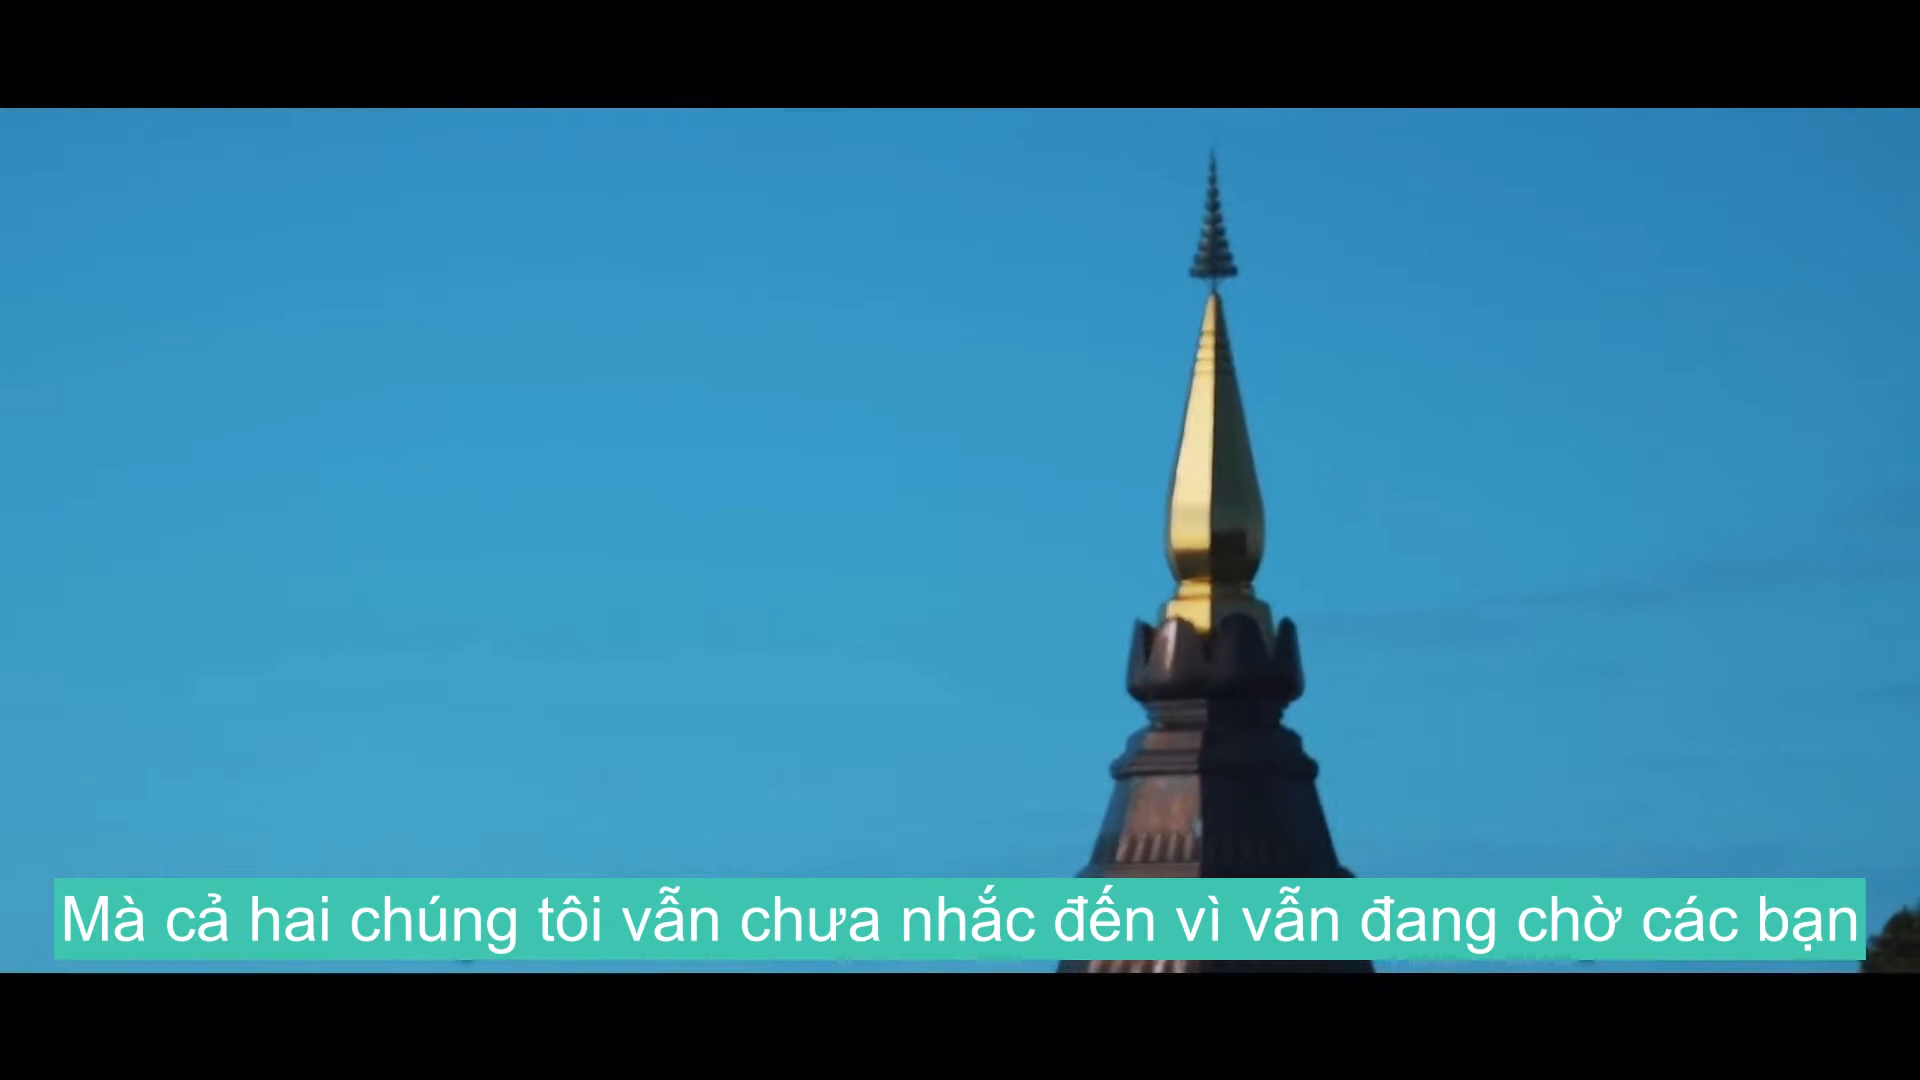 Mà cả hai chúng tôi vẫn chưa nhắc đến vì vẫn đang chờ các bạn